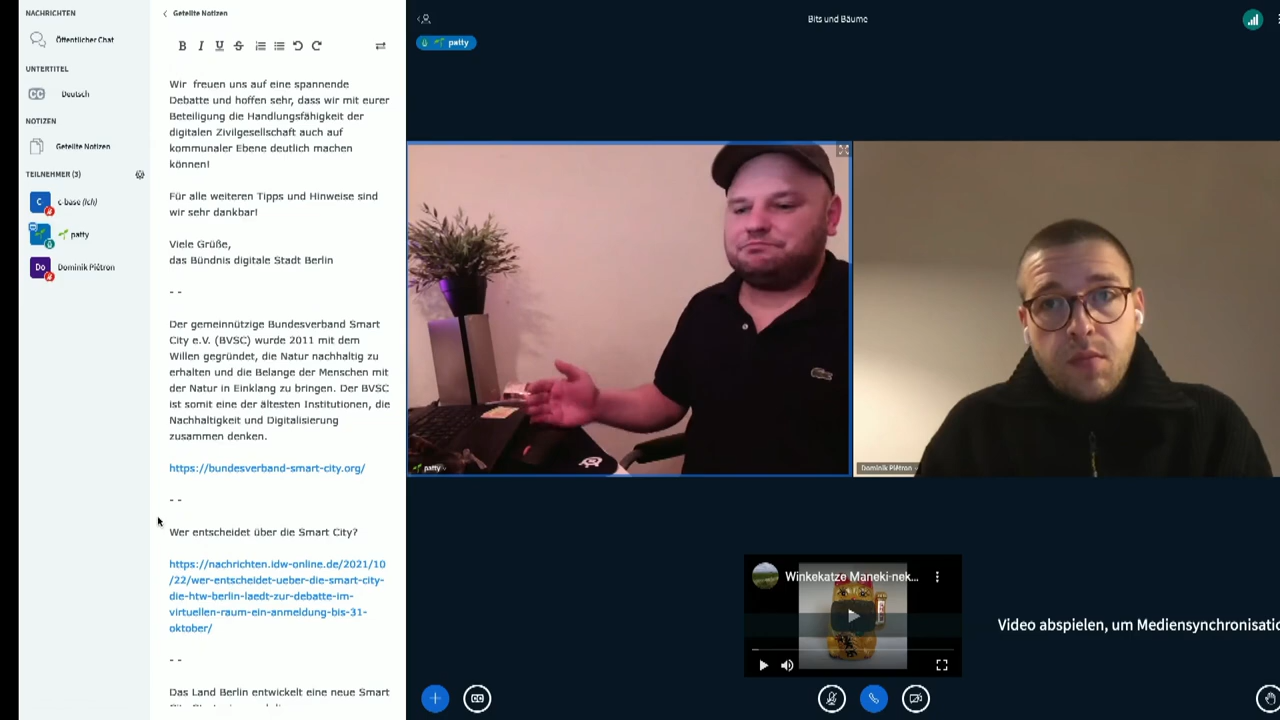 NACHRICHTEN
Öffentlicher Chat
UNTERTITEL
Deutsch
NOTIZEN
Geteilte Notizen
TEILNEHMER (3)
C
c-base (Ich)
patty
Do
Dominik Piétron
Geteilte Notizen
B I U S
Wir freuen uns auf eine spannende
Debatte und hoffen sehr, dass wir mit eurer
Beteiligung die Handlungsfähigkeit der
digitalen Zivilgesellschaft auch auf
kommunaler Ebene deutlich machen
können!
Für alle weiteren Tipps und Hinweise sind
wir sehr dankbar!
Viele Grüße,
das Bündnis digitale Stadt Berlin
- -
Der gemeinnützige Bundesverband Smart
City e.V. (BVSC) wurde 2011 mit dem
Willen gegründet, die Natur nachhaltig zu
erhalten und die Belange der Menschen mit
der Natur in Einklang zu bringen. Der BVSC
ist somit eine der ältesten Institutionen, die
Nachhaltigkeit und Digitalisierung
zusammen denken.
https://bundesverband-smart-city.org/
- -
Wer entscheidet über die Smart City?
https://nachrichten.idw-online.de/2021/10
/22/wer-entscheidet-ueber-die-smart-city-
die-htw-berlin-laedt-zur-debatte-im-
virtuellen-raum-ein-anmeldung-bis-31-
oktober/
- -
Das Land Berlin entwickelt eine neue Smart
Bits und Bäume
patty
patty
Dominik Piétron
Winkekatze Maneki-nek...
Video abspielen, um Mediensynchronisatio
CC